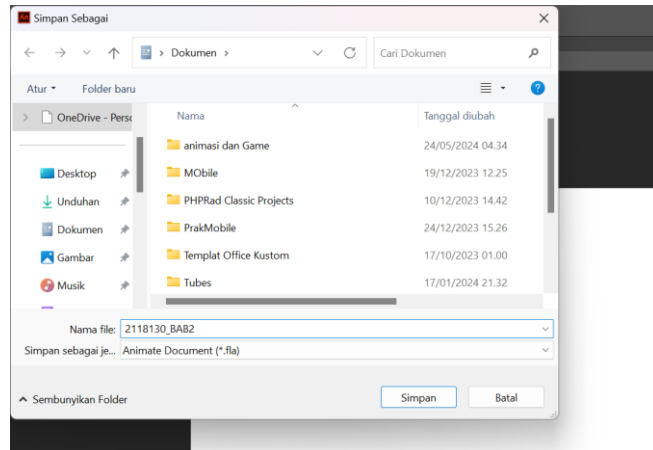 An Simpan Sebagai
Dokumen
Cari Dokumen
Atur
Folder baru
OneDrive - Perso
Nama
Tanggal diubah
animasi dan Game 24/05/2024 04.34
Desktop
MObile 19/12/2023 12.25
Unduhan
PHPRad Classic Projects 10/12/2023 14.42
Dokumen
PrakMobile 24/12/2023 15.26
Gambar
Templat Office Kustom 17/10/2023 01.00
Musik
Tubes 17/01/2024 21.32
Nama file: 2118130_BAB2
Simpan sebagai je... Animate Document (*.fla)
Sembunyikan Folder
Simpan
Batal